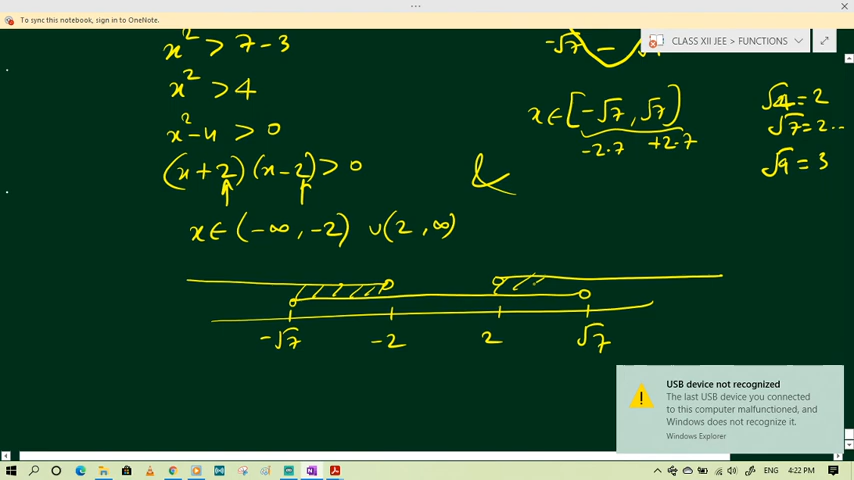 To sync this notebook, sign in to OneNote.
CLASS XII JEE > FUNCTIONS
x² > 7 - 3
x² > 4
x² - 4 > 0
(x + 2)(x - 2) > 0
x ∈ (-∞, -2) ∪ (2, ∞)
-√7 -
x ∈ [-√7, √7)
-2.7 +2.7
&
√4 = 2
√7 = 2...
√9 = 3
-√7 -2 2 √7
USB device not recognized
The last USB device you connected
to this computer malfunctioned, and
Windows does not recognize it.
Windows Explorer
ENG 4:22 PM